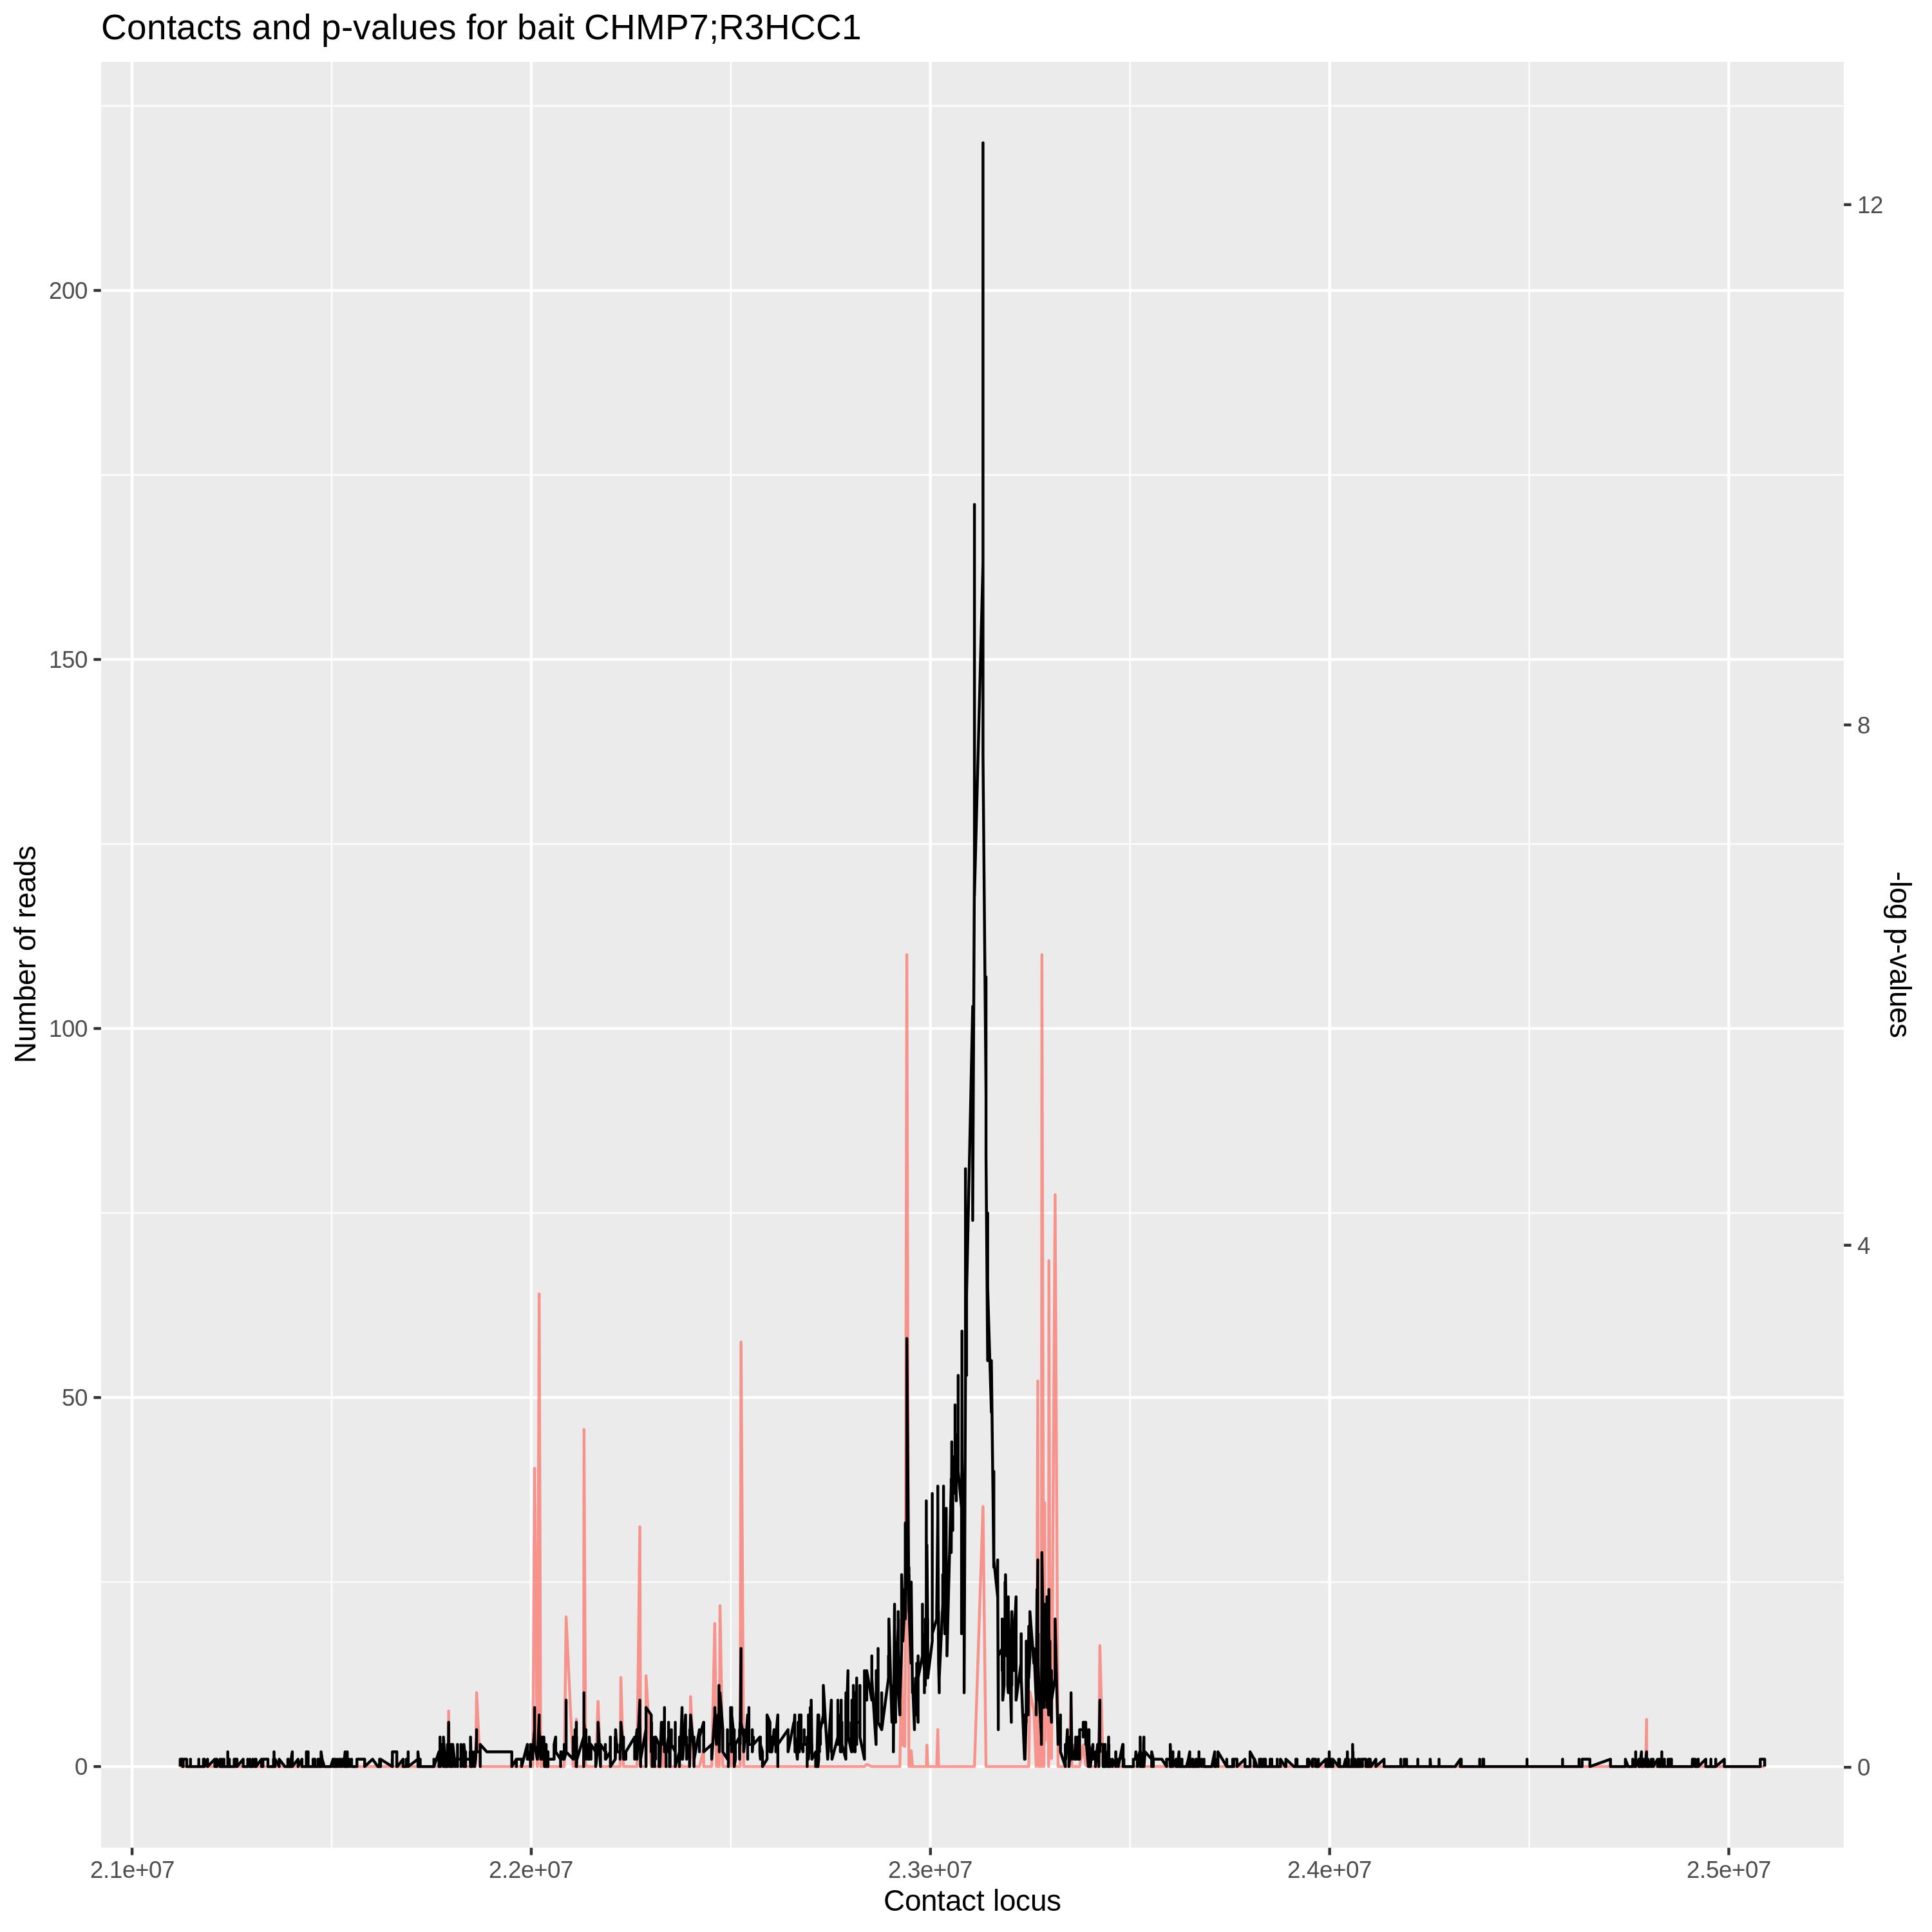 Contacts and p-values for bait CHMP7;R3HCC1
Number of reads
200
150
100
50
0
12
8
4
0
-log p-values
2.1e+07
2.2e+07
2.3e+07
2.4e+07
2.5e+07
Contact locus